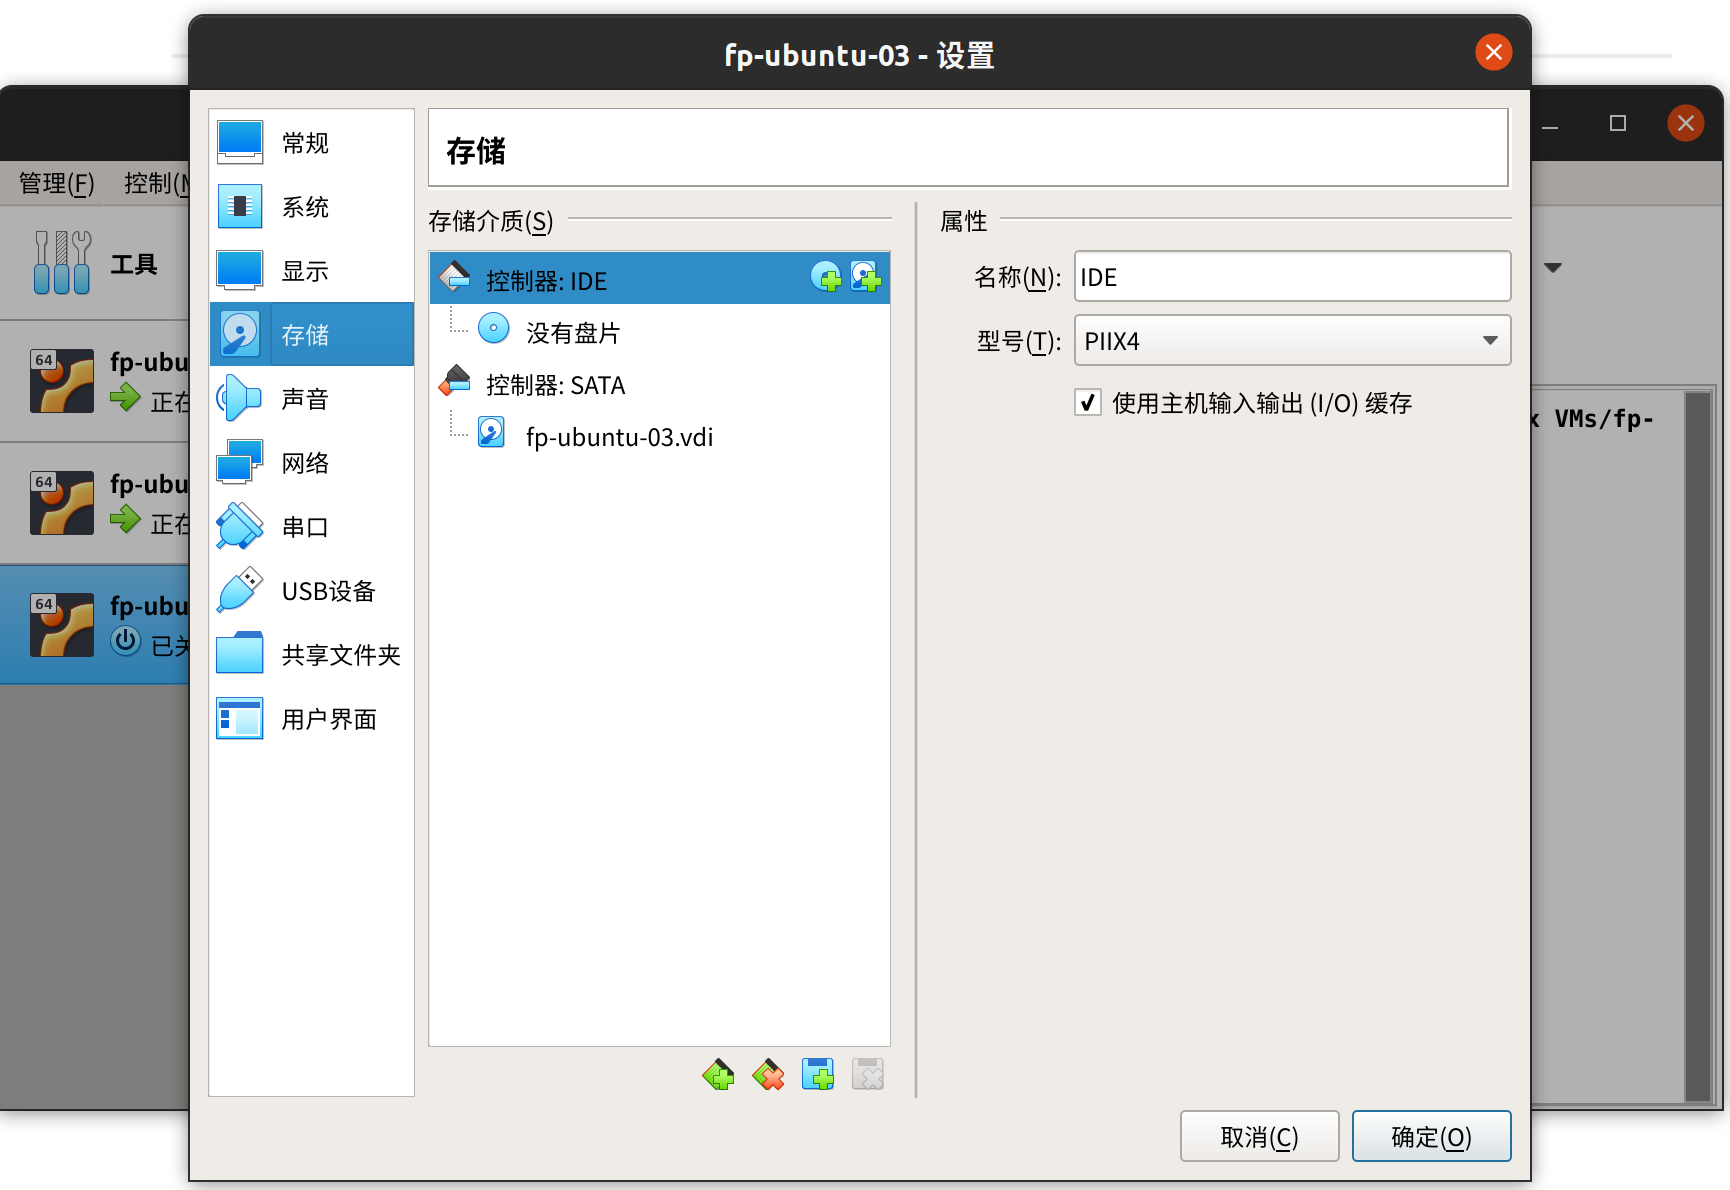 fp-ubuntu-03 - 设置
管理(F) 控制(M
工具
64
fp-ubu
正在
64
fp-ubu
正在
64
fp-ubu
已关
常规
系统
显示
存储
声音
网络
串口
USB设备
共享文件夹
用户界面
存储
存储介质(S)
控制器: IDE
没有盘片
控制器: SATA
fp-ubuntu-03.vdi
属性
名称(N): IDE
型号(T): PIIX4
使用主机输入输出 (I/O) 缓存
x VMs/fp-
取消(C)
确定(O)